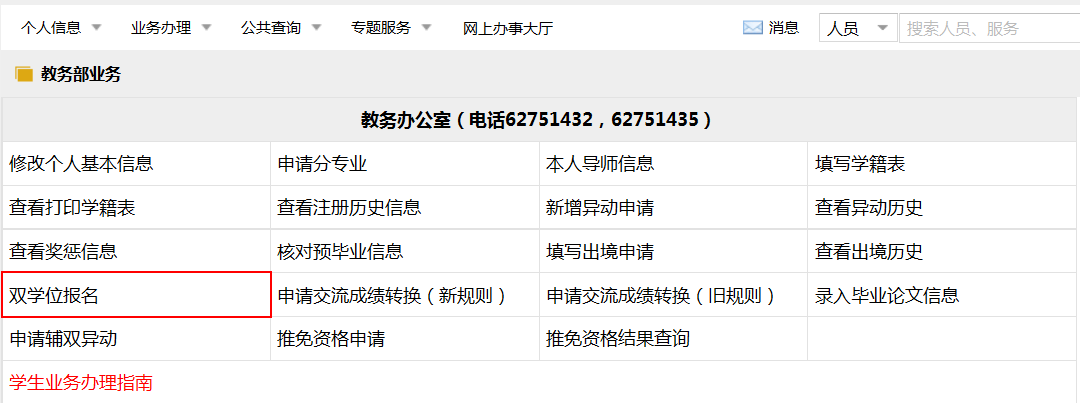 个人信息 业务办理 公共查询 专题服务 网上办事大厅 消息 人员 搜索人员、服务
教务部业务
教务办公室（电话62751432，62751435）
修改个人基本信息 申请分专业 本人导师信息 填写学籍表
查看打印学籍表 查看注册历史信息 新增异动申请 查看异动历史
查看奖惩信息 核对预毕业信息 填写出境申请 查看出境历史
双学位报名 申请交流成绩转换（新规则） 申请交流成绩转换（旧规则） 录入毕业论文信息
申请辅双异动 推免资格申请 推免资格结果查询
学生业务办理指南